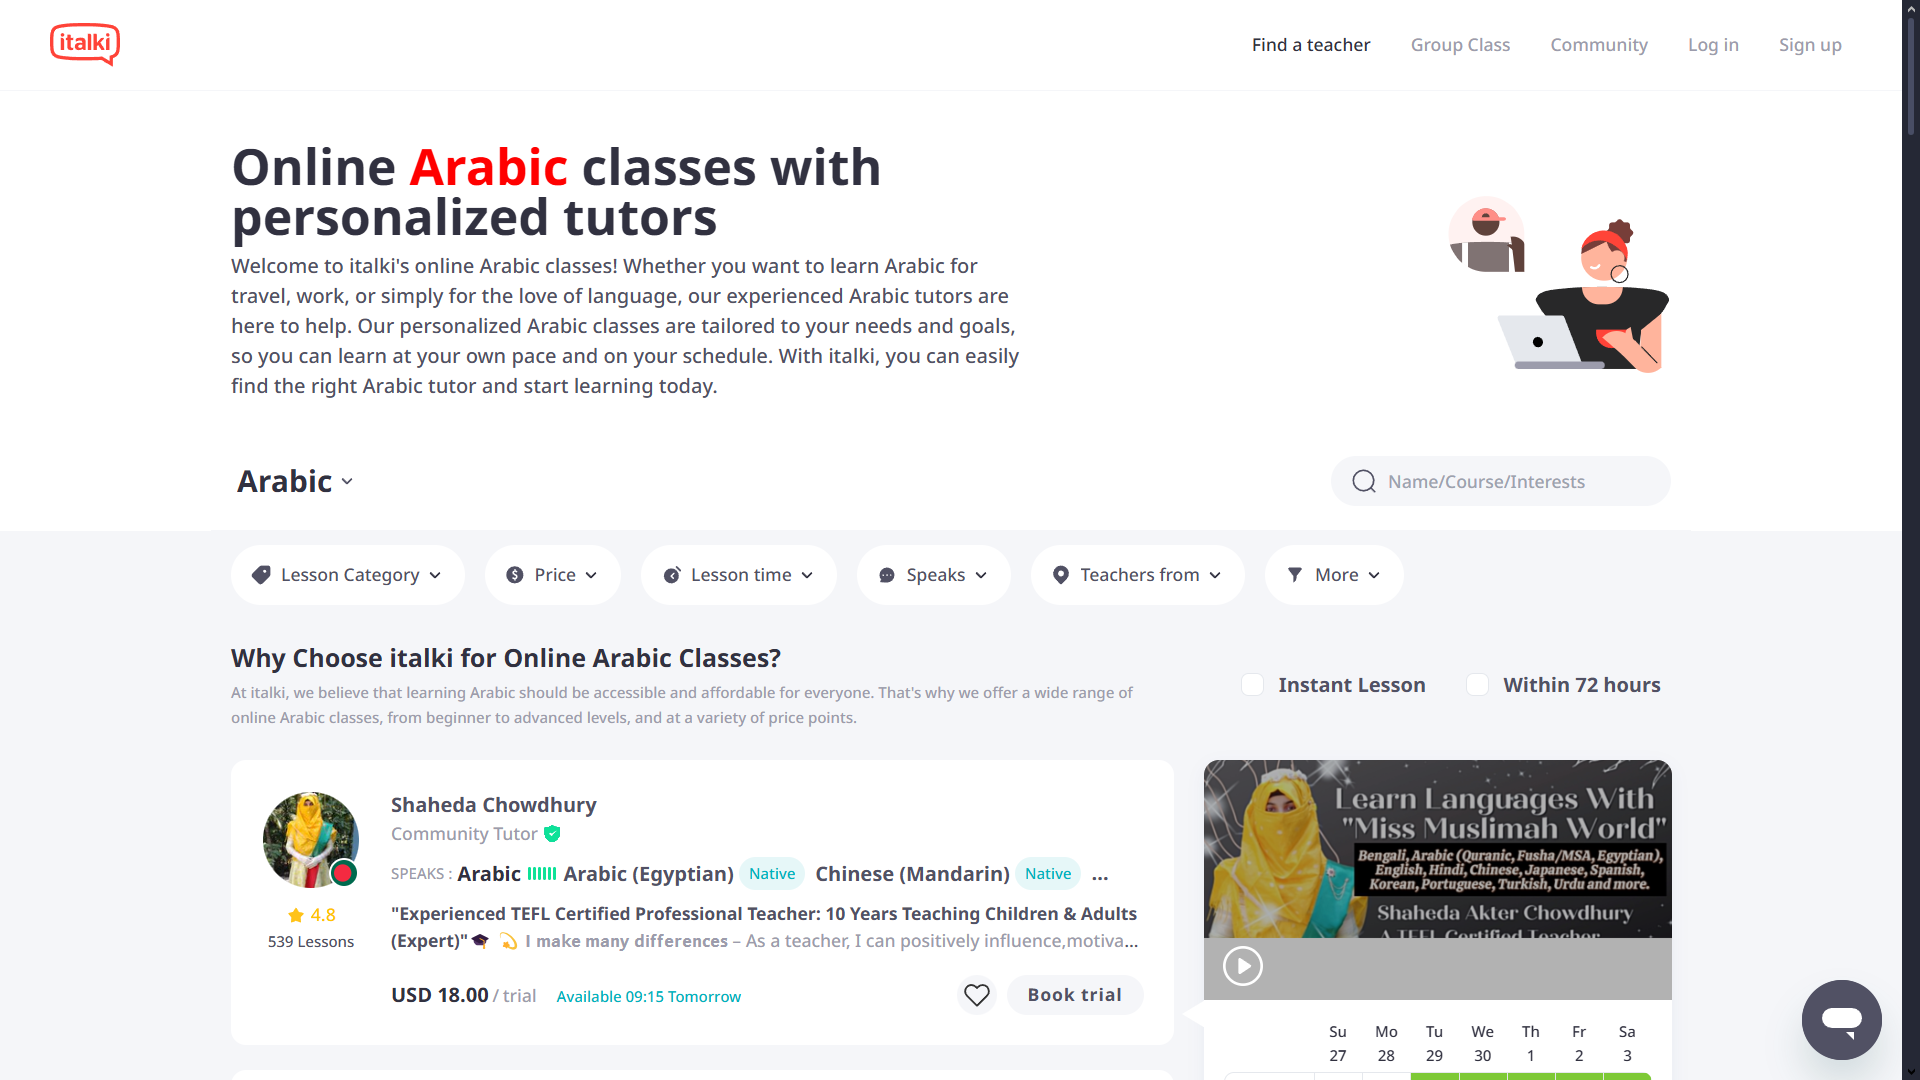 italki
Find a teacher
Group Class
Community
Log in
Sign up
Online Arabic classes with
personalized tutors
Welcome to italki's online Arabic classes! Whether you want to learn Arabic for
travel, work, or simply for the love of language, our experienced Arabic tutors are
here to help. Our personalized Arabic classes are tailored to your needs and goals,
so you can learn at your own pace and on your schedule. With italki, you can easily
find the right Arabic tutor and start learning today.
Arabic
Name/Course/Interests
Lesson Category
Price
Lesson time
Speaks
Teachers from
More
Why Choose italki for Online Arabic Classes?
At italki, we believe that learning Arabic should be accessible and affordable for everyone. That's why we offer a wide range of
online Arabic classes, from beginner to advanced levels, and at a variety of price points.
Instant Lesson
Within 72 hours
Shaheda Chowdhury
Community Tutor
SPEAKS : Arabic Arabic (Egyptian) Native Chinese (Mandarin) Native ...
4.8
539 Lessons
"Experienced TEFL Certified Professional Teacher: 10 Years Teaching Children & Adults
(Expert)"🎓 💫 I make many differences – As a teacher, I can positively influence,motiva...
USD 18.00 / trial
Available 09:15 Tomorrow
Book trial
Learn Languages With
"Miss Muslimah World"
Bengali, Arabic (Quranic, Fusha/MSA, Egyptian),
English, Hindi, Chinese, Japanese, Spanish,
Korean, Portuguese, Turkish, Urdu and more.
Shaheda Akter Chowdhury
A TEFL Certified Teacher
Su Mo Tu We Th Fr Sa
27 28 29 30 1 2 3